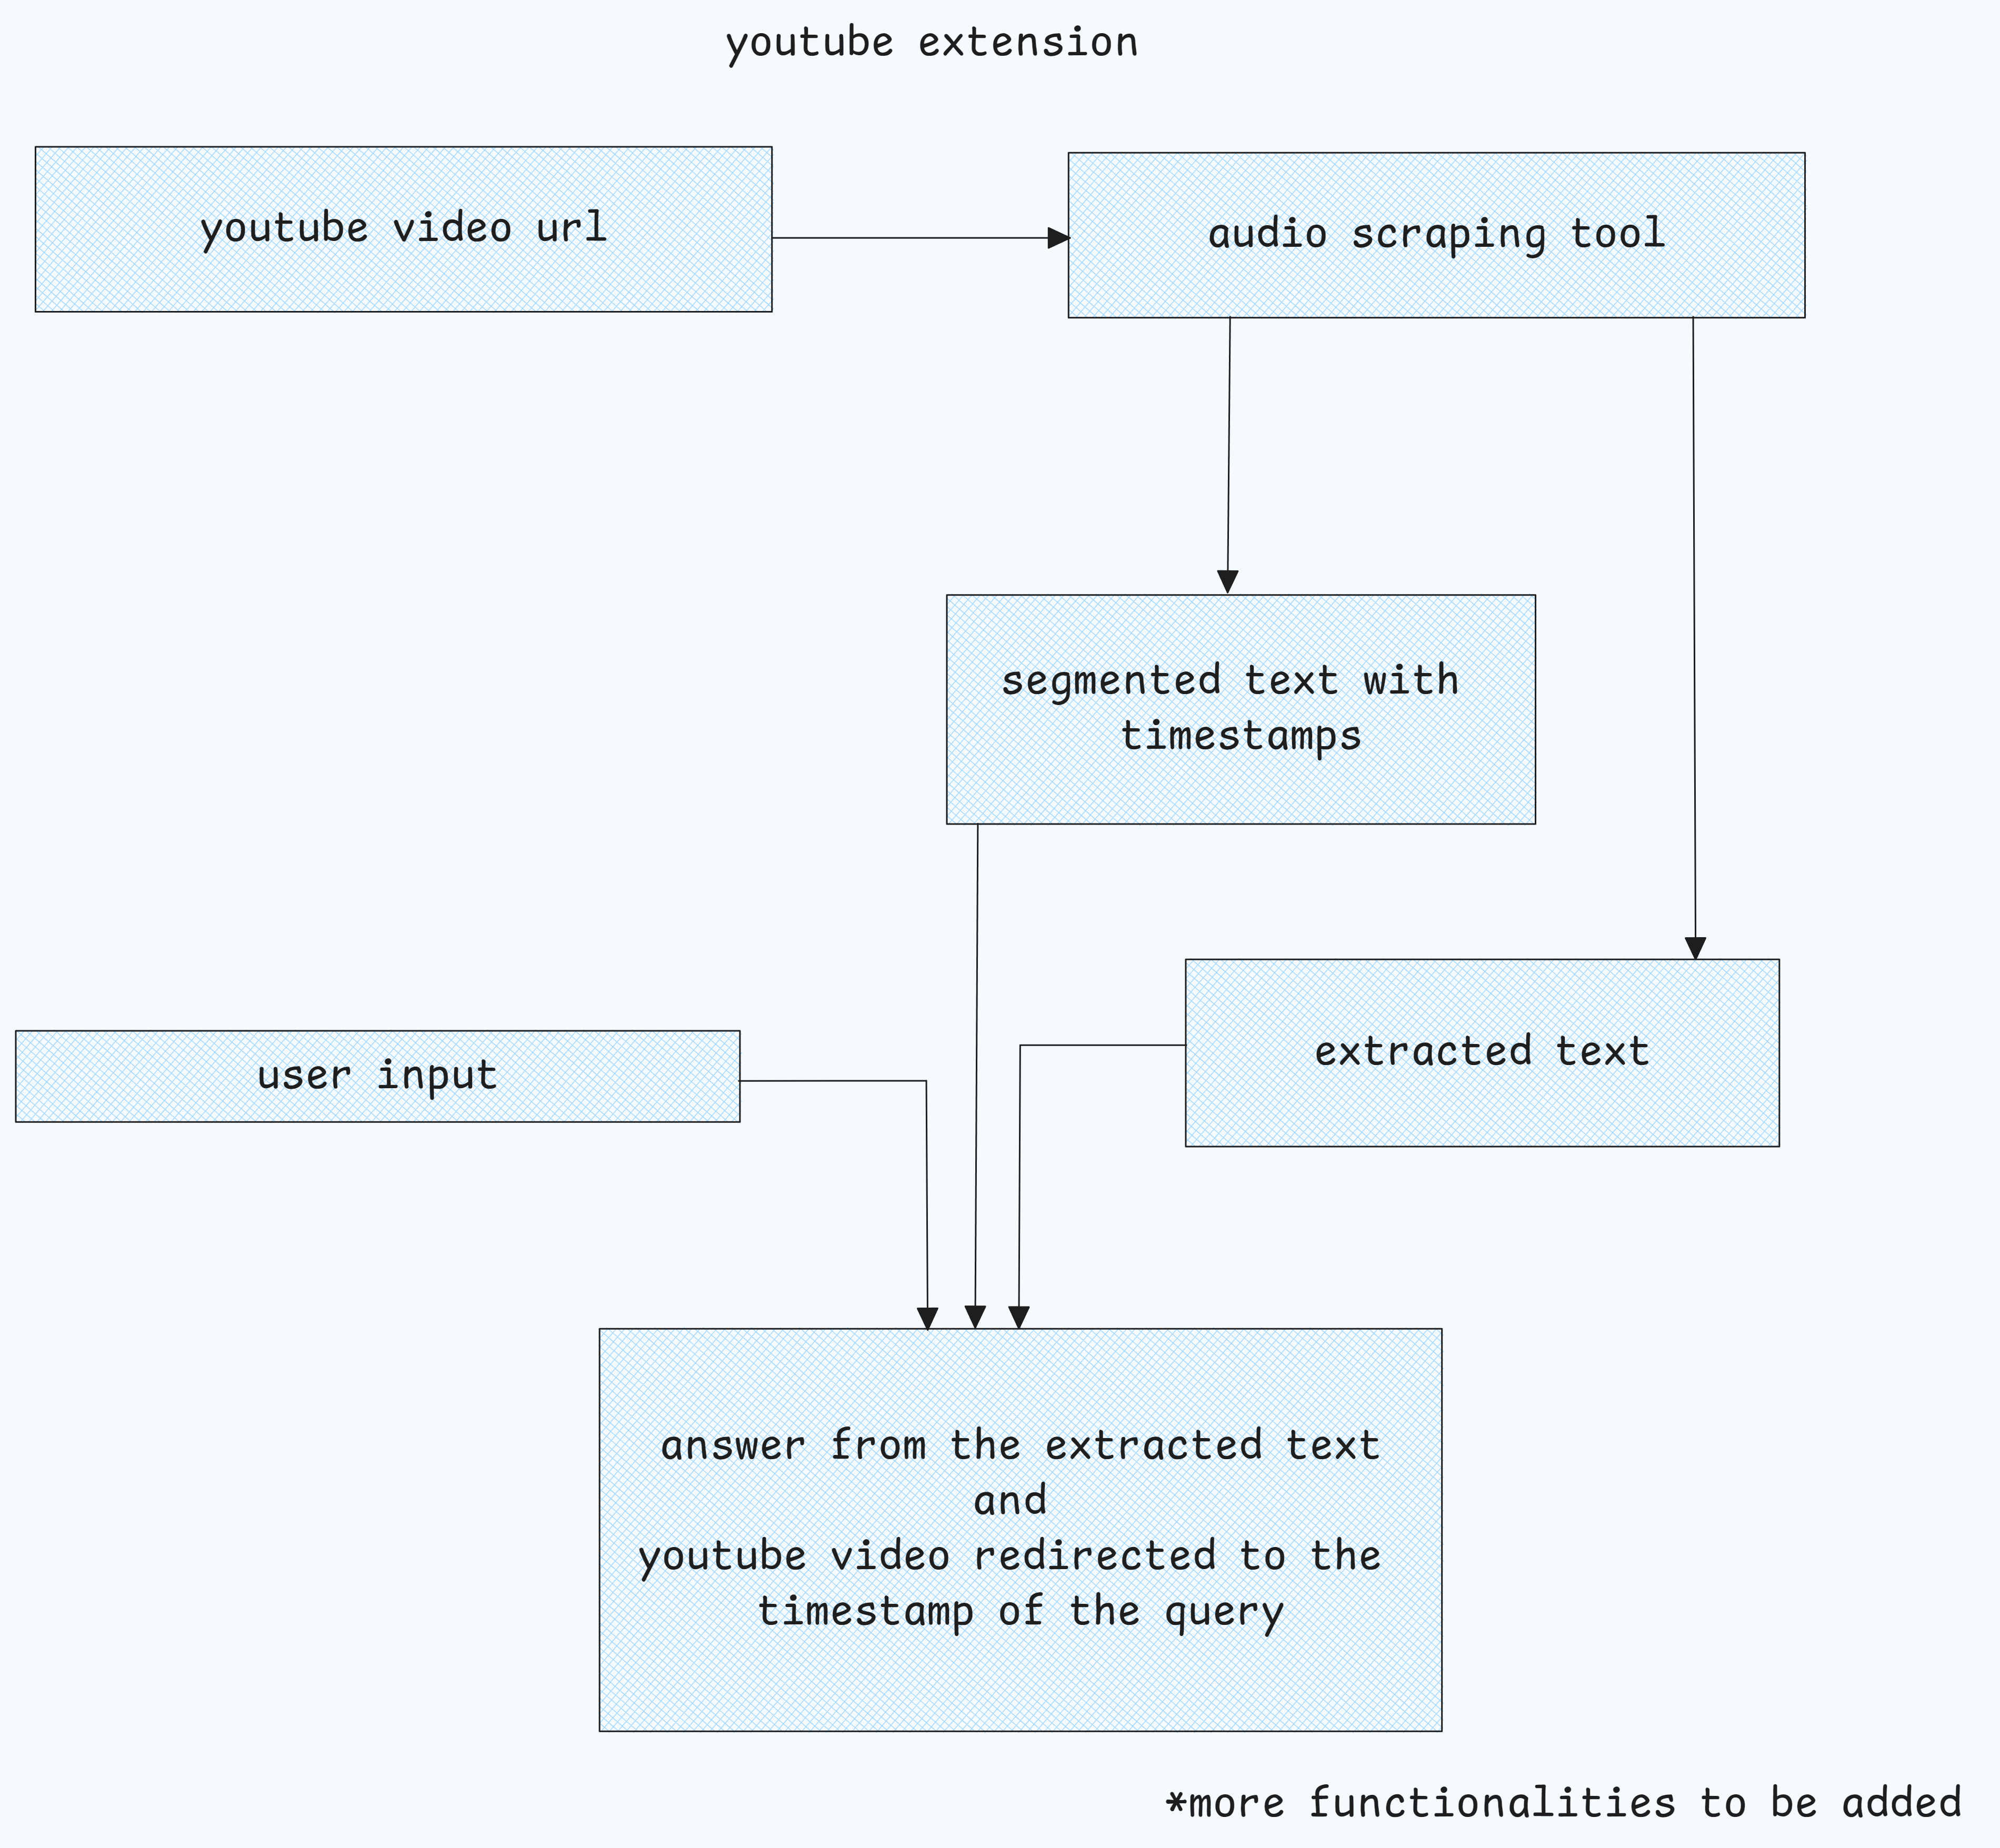 youtube extension
youtube video url
audio scraping tool
segmented text with
timestamps
user input
extracted text
answer from the extracted text
and
youtube video redirected to the
timestamp of the query
*more functionalities to be added